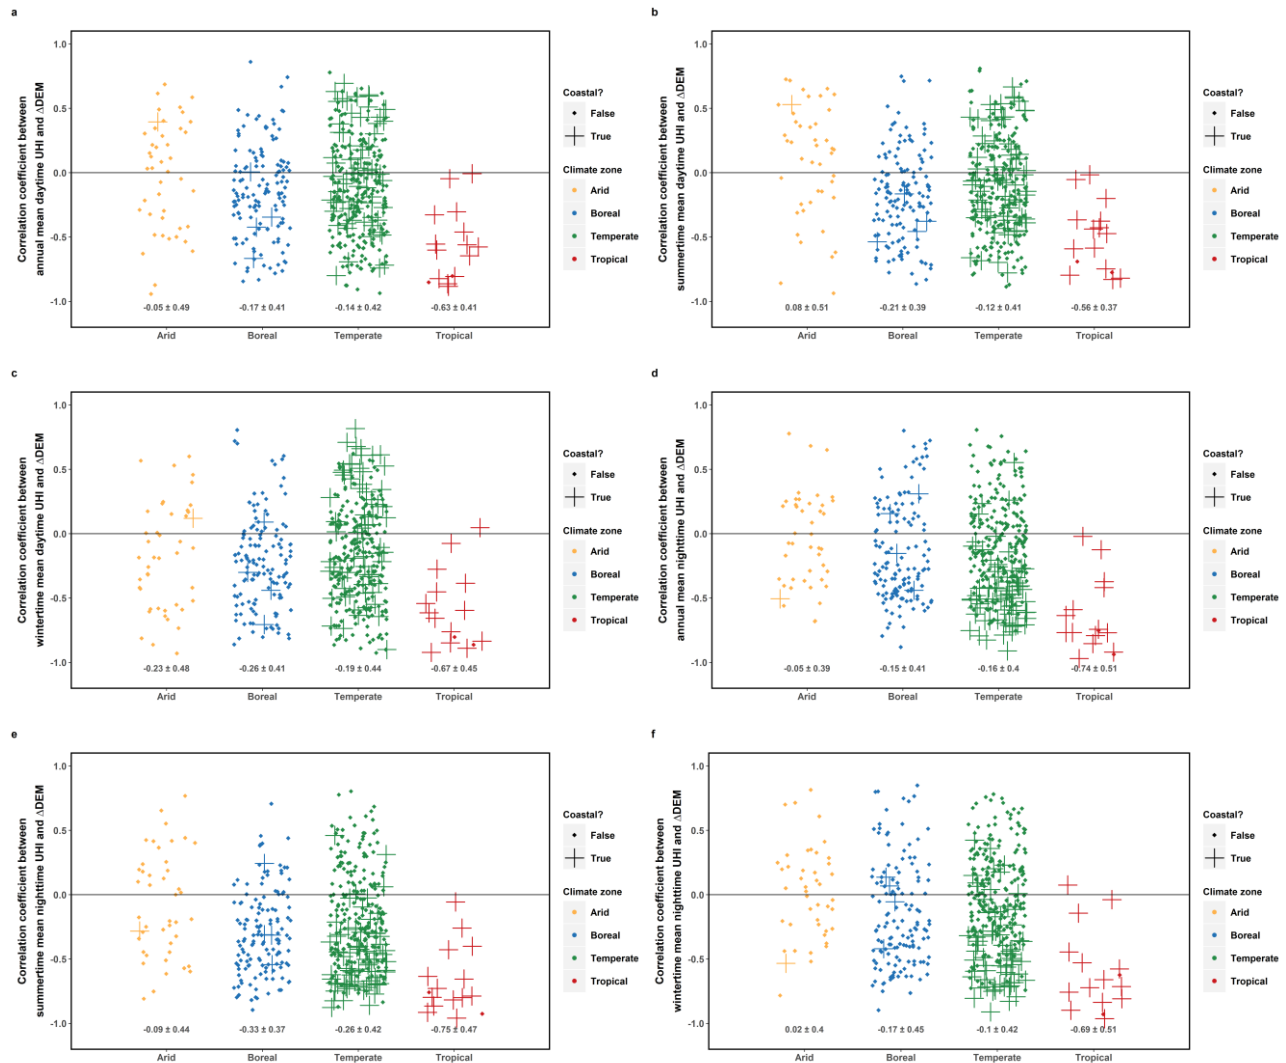 a
Correlation coefficient between
annual mean daytime UHI and ΔDEM
1.0
0.5
0.0
-0.5
-1.0
-0.05 ± 0.49
-0.17 ± 0.41
-0.14 ± 0.42
-0.63 ± 0.41
Arid
Boreal
Temperate
Tropical
Coastal?
False
True
Climate zone
Arid
Boreal
Temperate
Tropical
b
Correlation coefficient between
summertime mean daytime UHI and ΔDEM
1.0
0.5
0.0
-0.5
-1.0
0.08 ± 0.51
-0.21 ± 0.39
-0.12 ± 0.41
-0.56 ± 0.37
Arid
Boreal
Temperate
Tropical
Coastal?
False
True
Climate zone
Arid
Boreal
Temperate
Tropical
c
Correlation coefficient between
wintertime mean daytime UHI and ΔDEM
1.0
0.5
0.0
-0.5
-1.0
-0.23 ± 0.48
-0.26 ± 0.41
-0.19 ± 0.44
-0.67 ± 0.45
Arid
Boreal
Temperate
Tropical
Coastal?
False
True
Climate zone
Arid
Boreal
Temperate
Tropical
d
Correlation coefficient between
annual mean nighttime UHI and ΔDEM
1.0
0.5
0.0
-0.5
-1.0
-0.05 ± 0.39
-0.15 ± 0.41
-0.16 ± 0.4
-0.74 ± 0.51
Arid
Boreal
Temperate
Tropical
Coastal?
False
True
Climate zone
Arid
Boreal
Temperate
Tropical
e
Correlation coefficient between
summertime mean nighttime UHI and ΔDEM
1.0
0.5
0.0
-0.5
-1.0
-0.09 ± 0.44
-0.33 ± 0.37
-0.26 ± 0.42
-0.75 ± 0.47
Arid
Boreal
Temperate
Tropical
Coastal?
False
True
Climate zone
Arid
Boreal
Temperate
Tropical
f
Correlation coefficient between
wintertime mean nighttime UHI and ΔDEM
1.0
0.5
0.0
-0.5
-1.0
0.02 ± 0.4
-0.17 ± 0.45
-0.1 ± 0.42
-0.69 ± 0.51
Arid
Boreal
Temperate
Tropical
Coastal?
False
True
Climate zone
Arid
Boreal
Temperate
Tropical